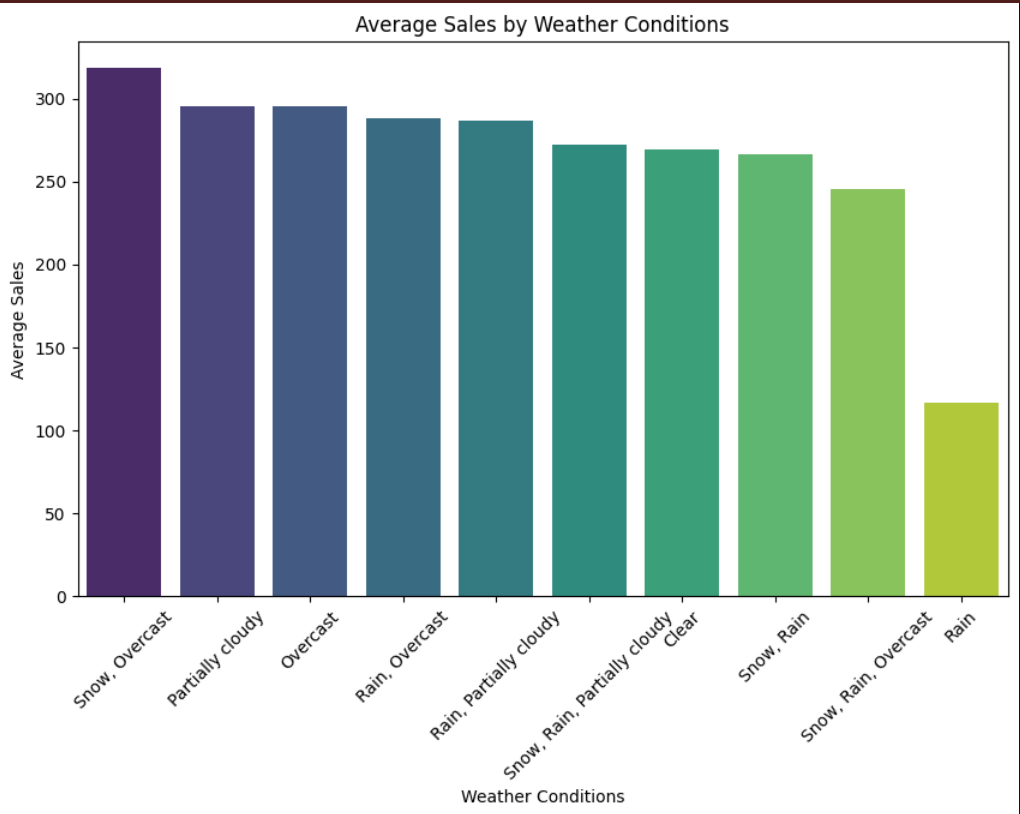 Average Sales by Weather Conditions
Average Sales
300
250
200
150
100
50
0
Snow, Overcast
Partially cloudy
Overcast
Rain, Overcast
Rain, Partially cloudy
Snow, Rain, Partially cloudy
Clear
Snow, Rain
Snow, Rain, Overcast
Rain
Weather Conditions